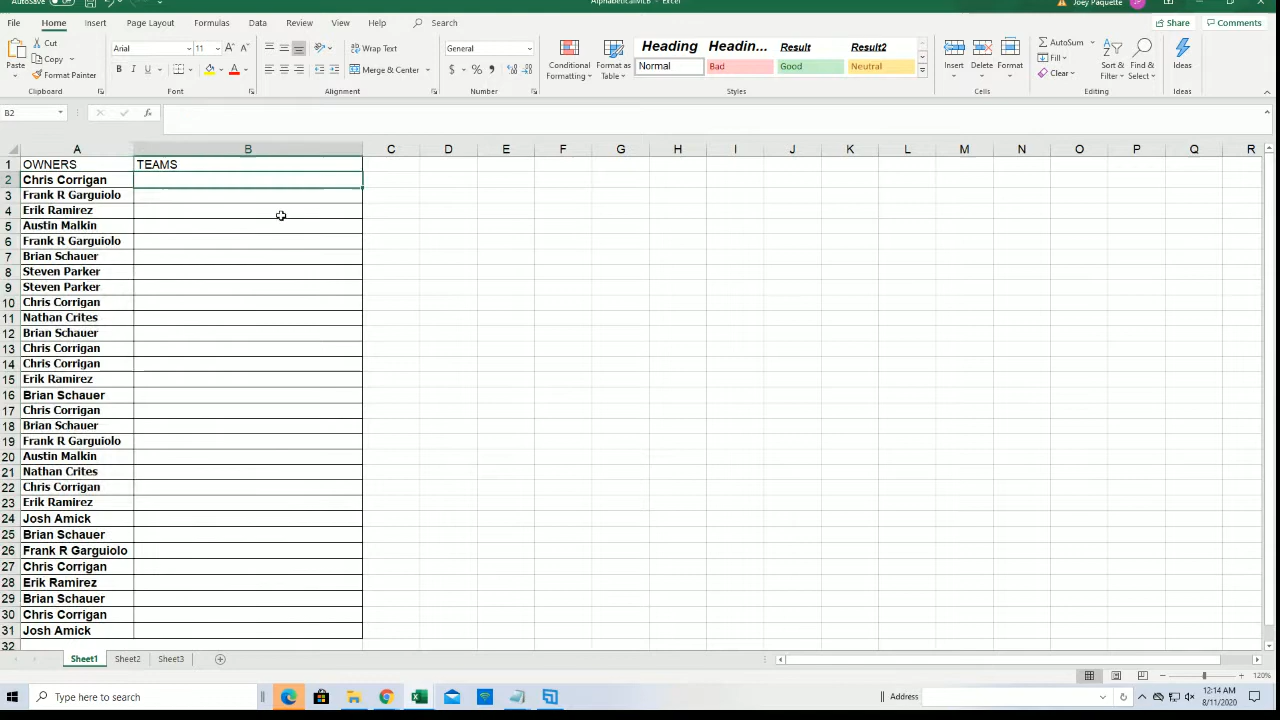 AutoSave
AlphabeticalMLB - Excel
Joey Paquette
File Home Insert Page Layout Formulas Data Review View Help Search
Share Comments
Paste
Cut
Copy
Format Painter
Clipboard
Arial 11
B I U
Font
Wrap Text
Merge & Center
Alignment
General
$ % ,
Number
Conditional
Formatting
Format as
Table
Heading Headin... Result Result2
Normal Bad Good Neutral
Styles
Insert Delete Format
Cells
AutoSum
Fill
Clear
Sort &
Filter
Find &
Select
Editing
Ideas
Ideas
B2 fx
A B C D E F G H I J K L M N O P Q R
1 OWNERS TEAMS
2 Chris Corrigan
3 Frank R Garguiolo
4 Erik Ramirez
5 Austin Malkin
6 Frank R Garguiolo
7 Brian Schauer
8 Steven Parker
9 Steven Parker
10 Chris Corrigan
11 Nathan Crites
12 Brian Schauer
13 Chris Corrigan
14 Chris Corrigan
15 Erik Ramirez
16 Brian Schauer
17 Chris Corrigan
18 Brian Schauer
19 Frank R Garguiolo
20 Austin Malkin
21 Nathan Crites
22 Chris Corrigan
23 Erik Ramirez
24 Josh Amick
25 Brian Schauer
26 Frank R Garguiolo
27 Chris Corrigan
28 Erik Ramirez
29 Brian Schauer
30 Chris Corrigan
31 Josh Amick
32
Sheet1 Sheet2 Sheet3
120%
Type here to search
Address
12:14 AM
8/11/2020